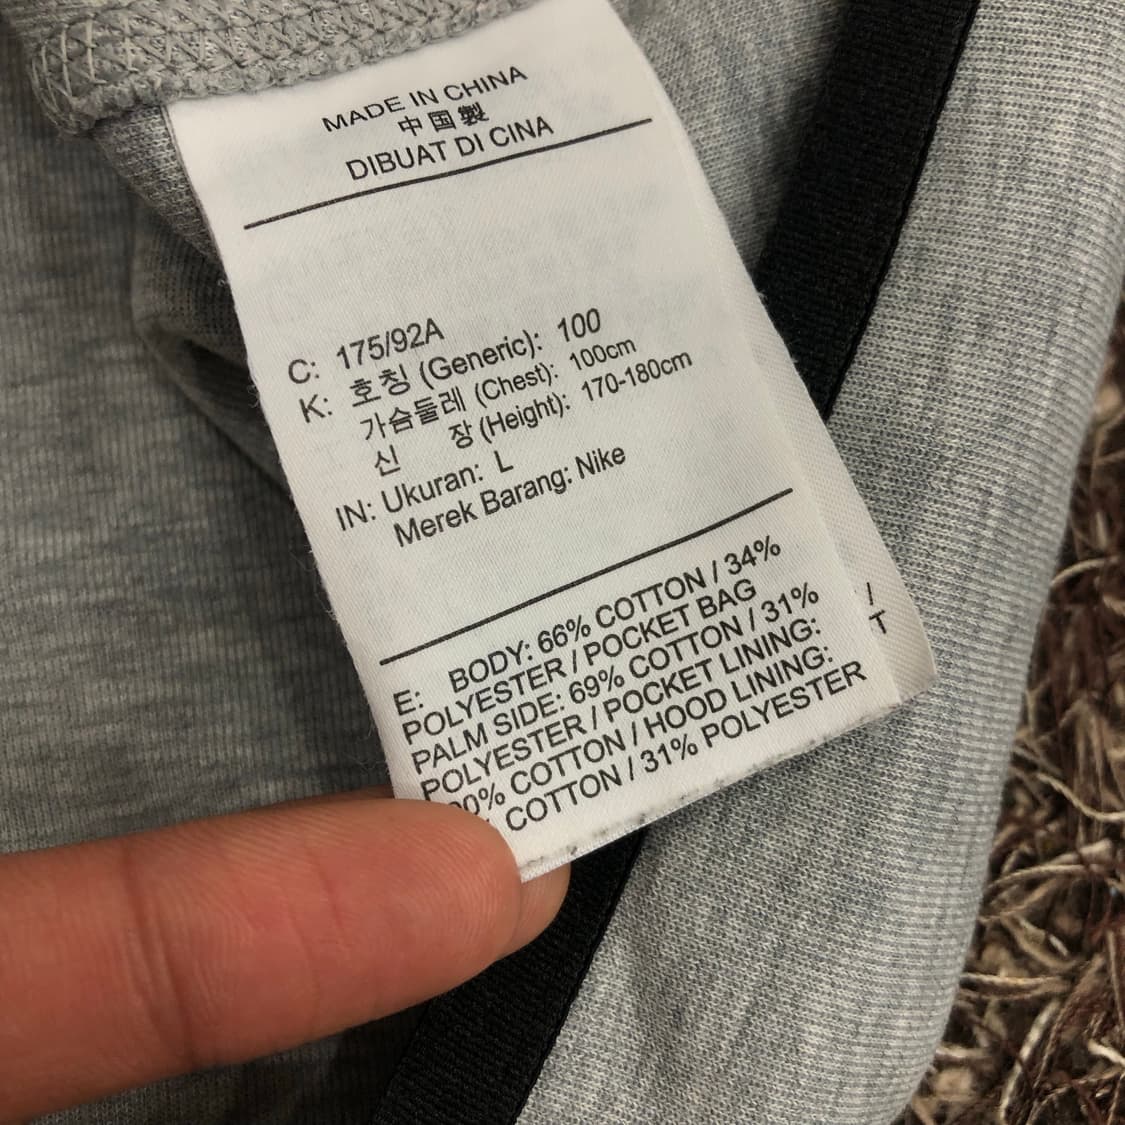 MADE IN CHINA
中国製
DIBUAT DI CINA
C: 175/92A
K: 호칭 (Generic): 100
가슴둘레 (Chest): 100cm
신 장 (Height): 170-180cm
IN: Ukuran: L
Merek Barang: Nike
E: BODY: 66% COTTON / 34%
POLYESTER / POCKET BAG
PALM SIDE: 69% COTTON / 31%
POLYESTER / POCKET LINING:
00% COTTON / HOOD LINING:
COTTON / 31% POLYESTER
/
T